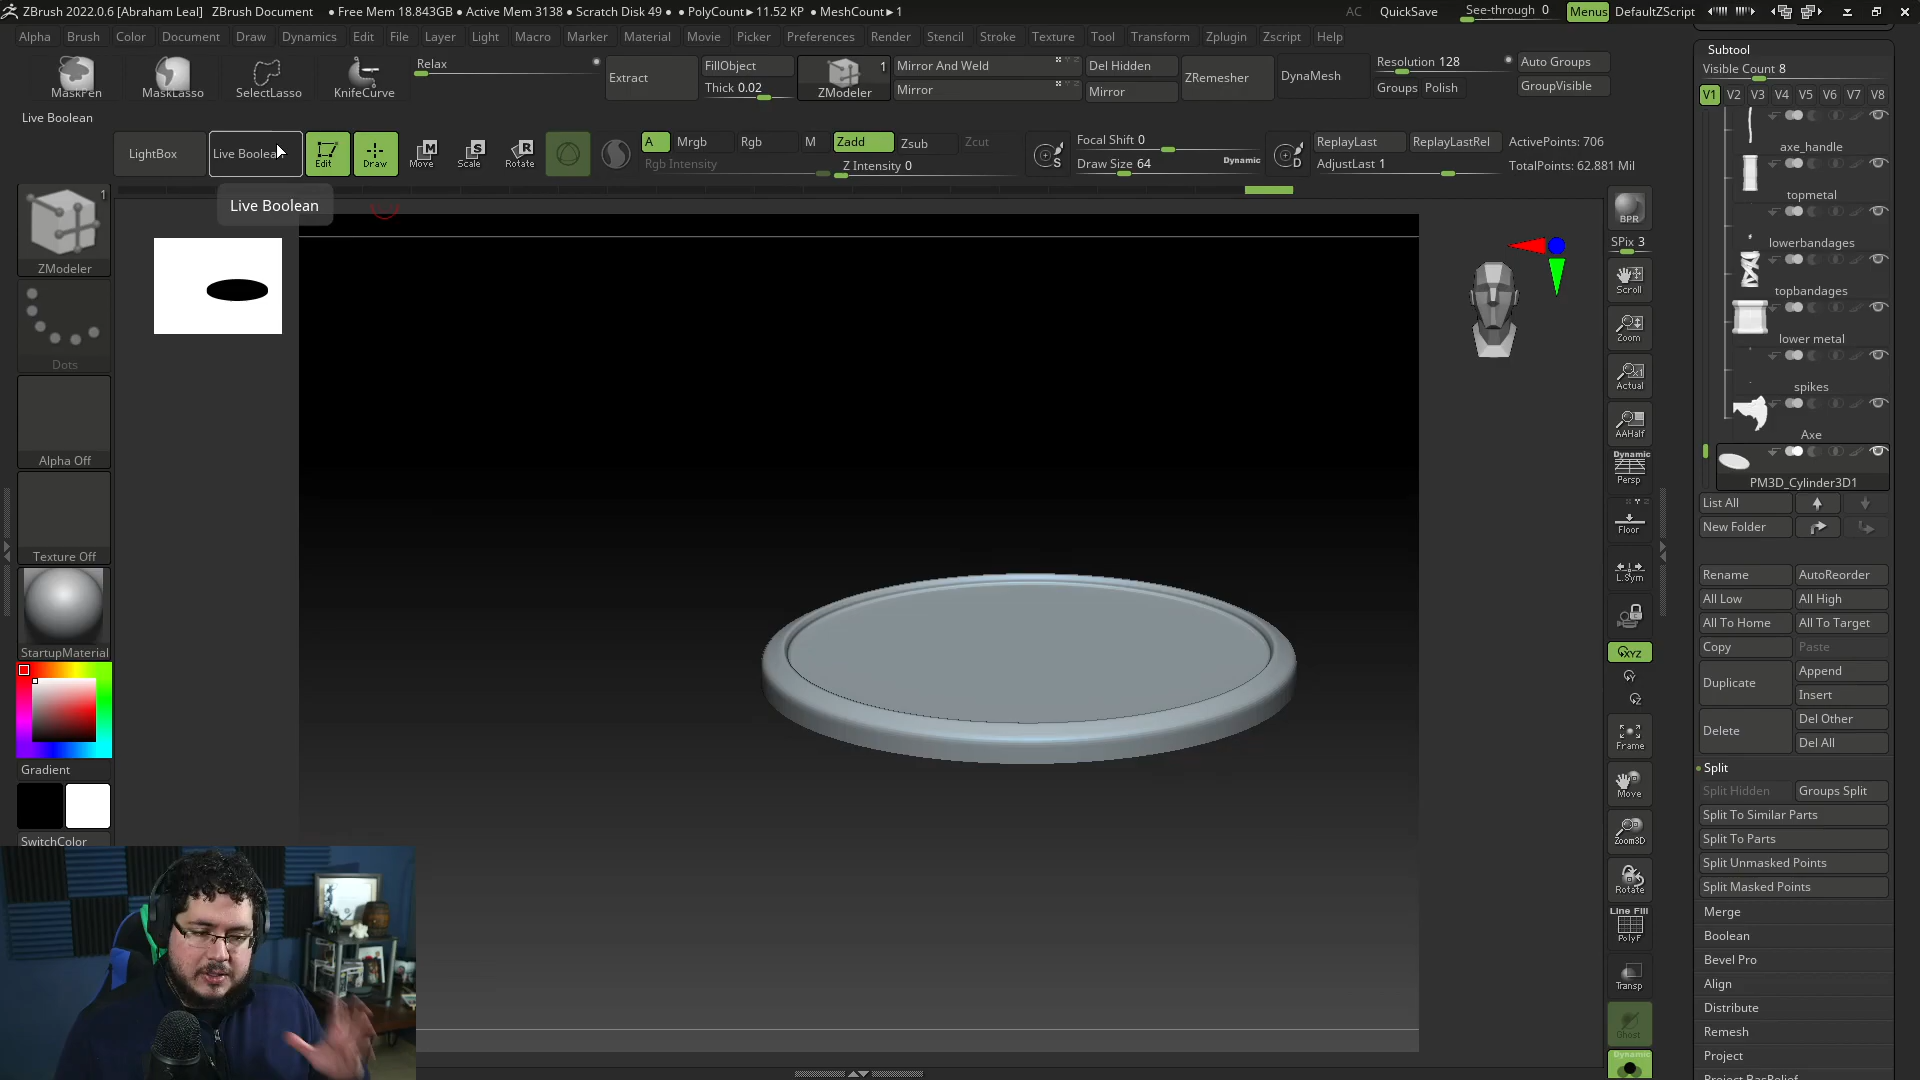 ZBrush 2022.0.6 [Abraham Leal] ZBrush Document • Free Mem 18.843GB • Active Mem 3138 • Scratch Disk 49 • PolyCount► 11.52 KP • MeshCount► 1
AC QuickSave See-through 0 Menus DefaultZScript
Alpha Brush Color Document Draw Dynamics Edit File Layer Light Macro Marker Material Movie Picker Preferences Render Stencil Stroke Texture Tool Transform Zplugin Zscript Help
MaskPen MaskLasso SelectLasso KnifeCurve
Relax
Extract
FillObject
Thick 0.02
1
ZModeler
Mirror And Weld
Mirror
Del Hidden
Mirror
ZRemesher
DynaMesh
Resolution 128
Groups Polish
Auto Groups
GroupVisible
Live Boolean
LightBox
Live Boolean
Edit
Draw
M
Move
S
Scale
R
Rotate
A Mrgb Rgb M Zadd Zsub Zcut
Rgb Intensity
Z Intensity 0
S
Focal Shift 0
Draw Size 64 Dynamic
D
ReplayLast ReplayLastRel
AdjustLast 1
ActivePoints: 706
TotalPoints: 62.881 Mil
Live Boolean
1
ZModeler
Dots
Alpha Off
Texture Off
StartupMaterial
Gradient
SwitchColor
BPR
SPix 3
Scroll
Zoom
Actual
AAHalf
Dynamic
Persp
Floor
L.Sym
XYZ
Y
Z
Frame
Move
Zoom3D
Rotate
Line Fill
PolyF
Transp
Ghost
Dynamic
Subtool
Visible Count 8
V1 V2 V3 V4 V5 V6 V7 V8
axe_handle
topmetal
lowerbandages
topbandages
lower metal
spikes
Axe
PM3D_Cylinder3D1
List All
New Folder
Rename AutoReorder
All Low All High
All To Home All To Target
Copy Paste
Duplicate Append
Insert
Delete Del Other
Del All
Split
Split Hidden Groups Split
Split To Similar Parts
Split To Parts
Split Unmasked Points
Split Masked Points
Merge
Boolean
Bevel Pro
Align
Distribute
Remesh
Project
Project BasRelief